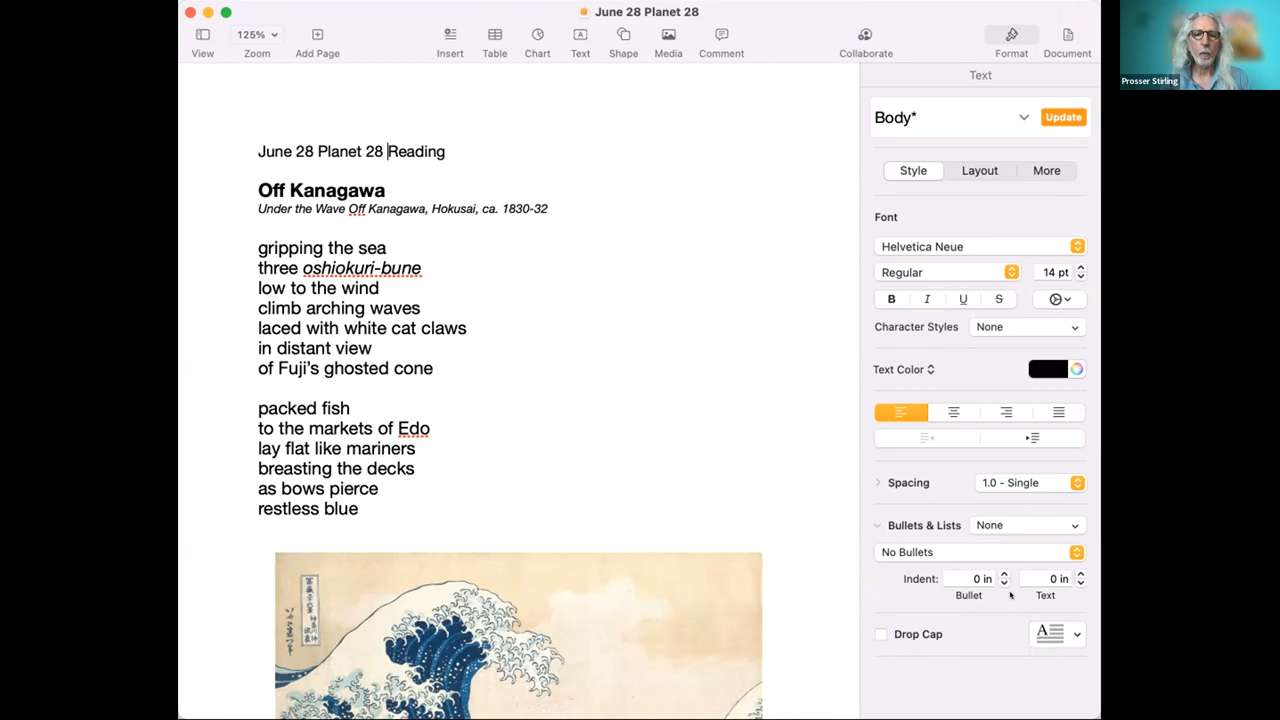 June 28 Planet 28
125%
View
Zoom
Add Page
Insert
Table
Chart
Text
Shape
Media
Comment
Collaborate
Format
Document
Prosser Stirling
June 28 Planet 28 Reading
Off Kanagawa
Under the Wave Off Kanagawa, Hokusai, ca. 1830-32
gripping the sea
three oshiokuri-bune
low to the wind
climb arching waves
laced with white cat claws
in distant view
of Fuji’s ghosted cone
packed fish
to the markets of Edo
lay flat like mariners
breasting the decks
as bows pierce
restless blue
Text
Body*
Update
Style
Layout
More
Font
Helvetica Neue
Regular
14 pt
B I U S
Character Styles
None
Text Color
Spacing
1.0 - Single
Bullets & Lists
None
No Bullets
Indent:
0 in
0 in
Bullet
Text
Drop Cap
A